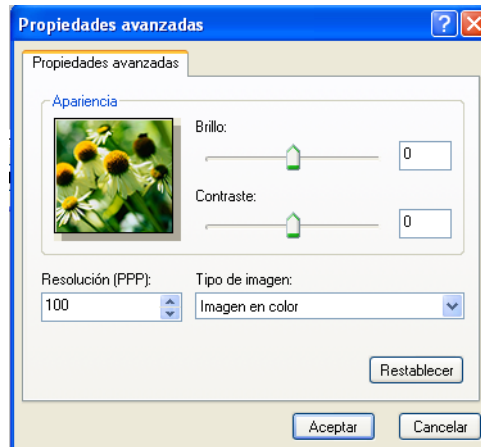 Propiedades avanzadas
Propiedades avanzadas
Apariencia
Brillo:
0
Contraste:
0
Resolución (PPP):
Tipo de imagen:
100
Imagen en color
Restablecer
Aceptar
Cancelar